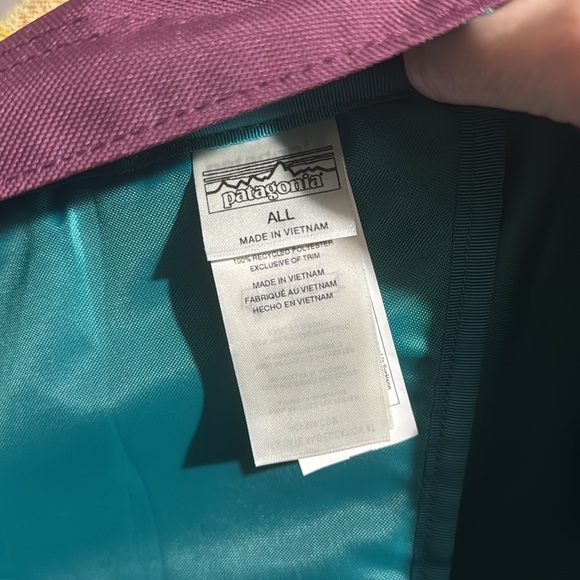 patagonia
ALL
MADE IN VIETNAM
100% RECYCLED POLYESTER
EXCLUSIVE OF TRIM
MADE IN VIETNAM
FABRIQUÉ AU VIETNAM
HECHO EN VIETNAM